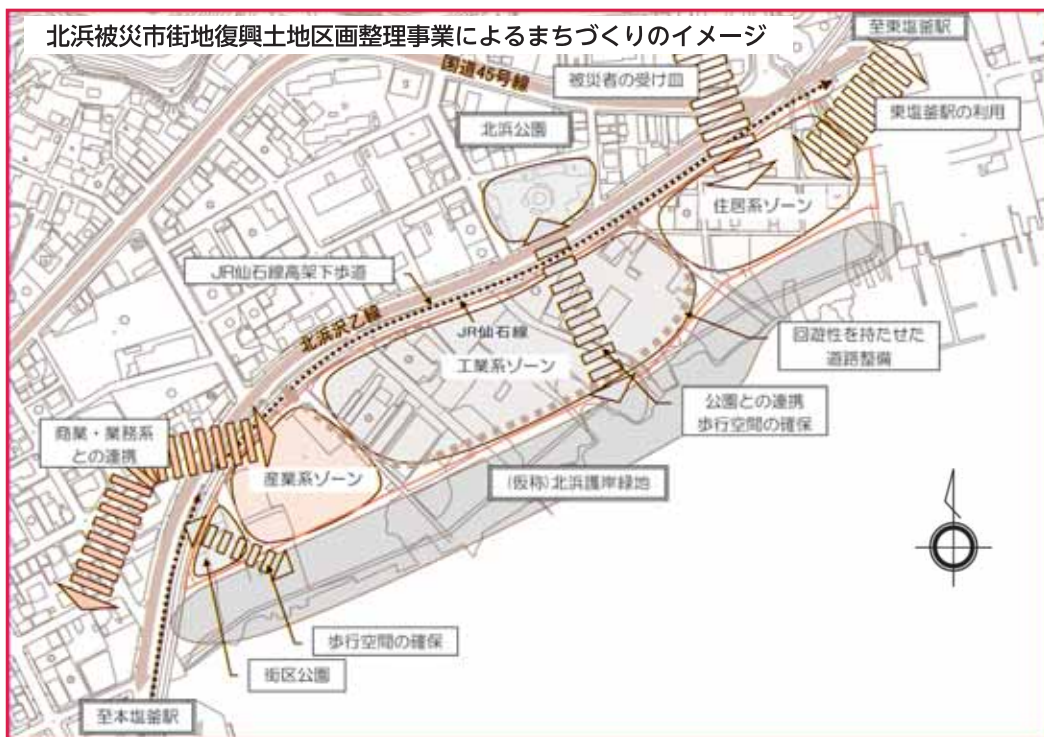 北浜被災市街地復興土地区画整理事業によるまちづくりのイメージ
至東塩釜駅
国道45号線
被災者の受け皿
東塩釜駅の利用
北浜公園
住居系ゾーン
JR仙石線高架下歩道
北浜沢乙線
JR仙石線
工業系ゾーン
回遊性を持たせた
道路整備
公園との連携
歩行空間の確保
商業・業務系
との連携
産業系ゾーン
(仮称)北浜護岸緑地
歩行空間の確保
街区公園
至本塩釜駅